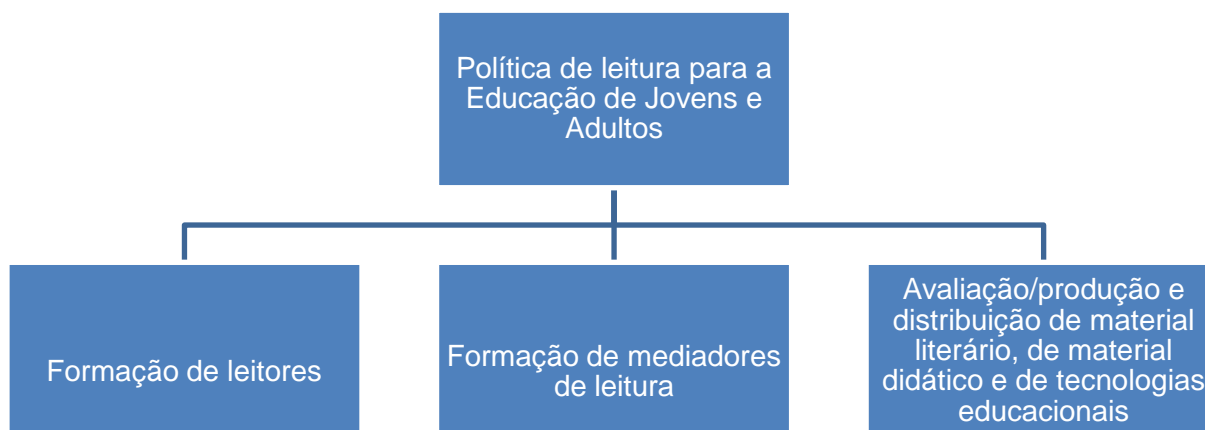 Política de leitura para a
Educação de Jovens e
Adultos
Formação de leitores
Formação de mediadores
de leitura
Avaliação/produção e
distribuição de material
literário, de material
didático e de tecnologias
educacionais